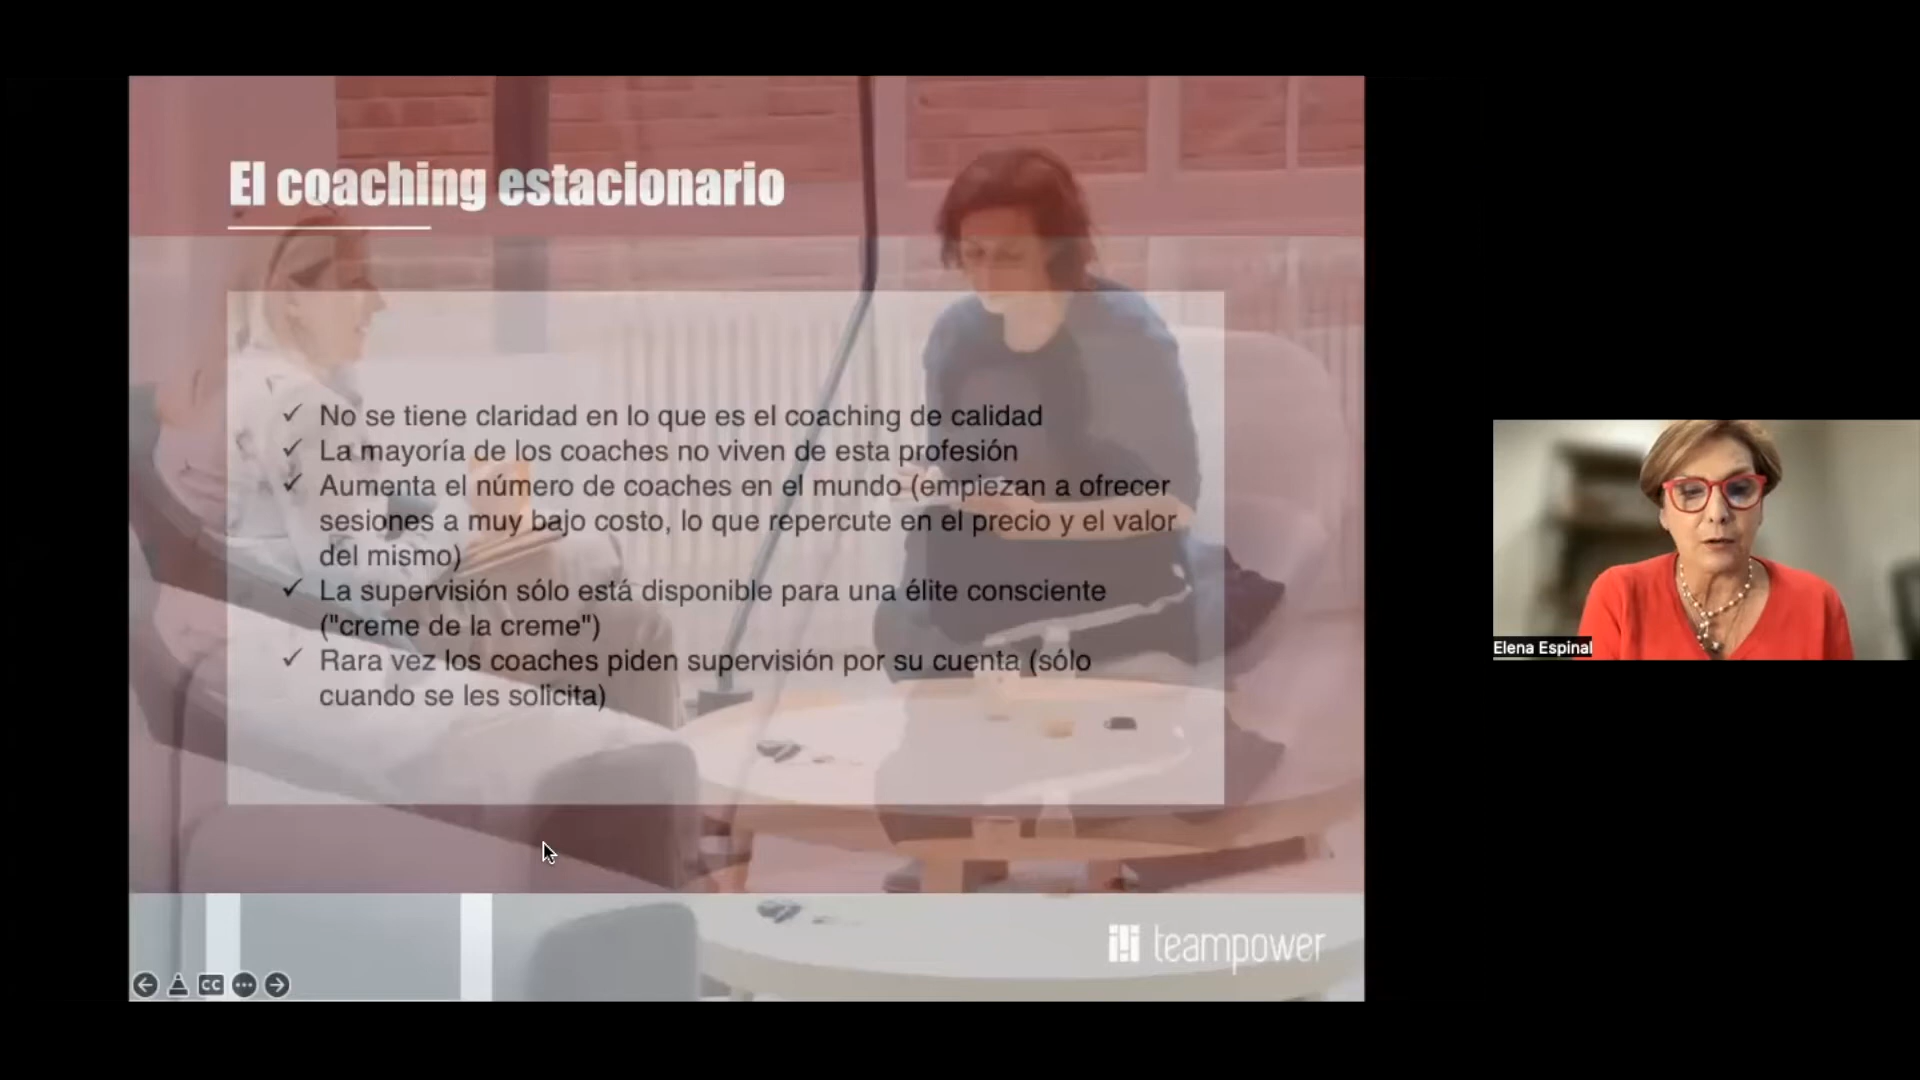 El coaching estacionario
✓ No se tiene claridad en lo que es el coaching de calidad
✓ La mayoría de los coaches no viven de esta profesión
✓ Aumenta el número de coaches en el mundo (empiezan a ofrecer
sesiones a muy bajo costo, lo que repercute en el precio y el valor
del mismo)
✓ La supervisión sólo está disponible para una élite consciente
("creme de la creme")
✓ Rara vez los coaches piden supervisión por su cuenta (sólo
cuando se les solicita)
Elena Espinal
teampower
CC